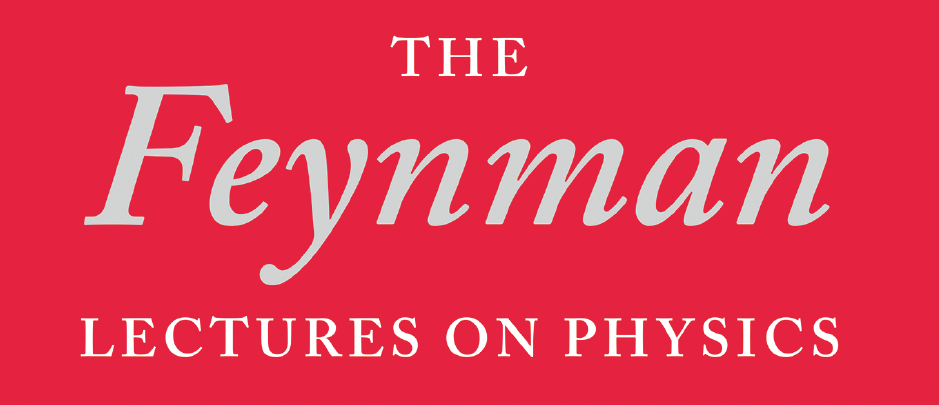 THE
Feynman
LECTURES ON PHYSICS